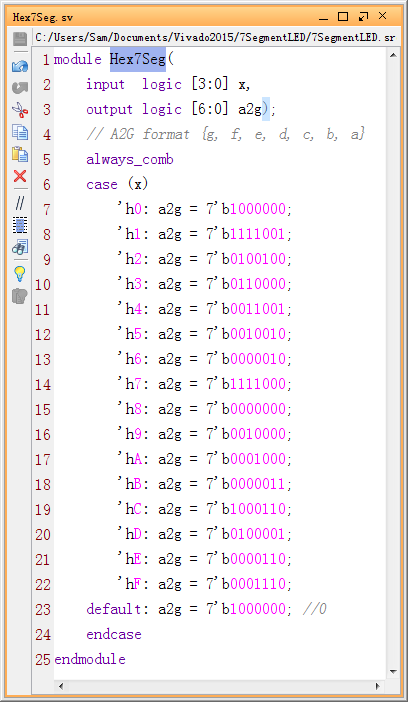 Hex7Seg.sv
C:/Users/Sam/Documents/Vivado2015/7SegmentLED/7SegmentLED.sr
1 module Hex7Seg(
2 input  logic [3:0] x,
3 output logic [6:0] a2g);
4 // A2G format {g, f, e, d, c, b, a}
5 always_comb
6 case (x)
7 'h0: a2g = 7'b1000000;
8 'h1: a2g = 7'b1111001;
9 'h2: a2g = 7'b0100100;
10 'h3: a2g = 7'b0110000;
11 'h4: a2g = 7'b0011001;
12 'h5: a2g = 7'b0010010;
13 'h6: a2g = 7'b0000010;
14 'h7: a2g = 7'b1111000;
15 'h8: a2g = 7'b0000000;
16 'h9: a2g = 7'b0010000;
17 'hA: a2g = 7'b0001000;
18 'hB: a2g = 7'b0000011;
19 'hC: a2g = 7'b1000110;
20 'hD: a2g = 7'b0100001;
21 'hE: a2g = 7'b0000110;
22 'hF: a2g = 7'b0001110;
23 default: a2g = 7'b1000000; //0
24 endcase
25 endmodule